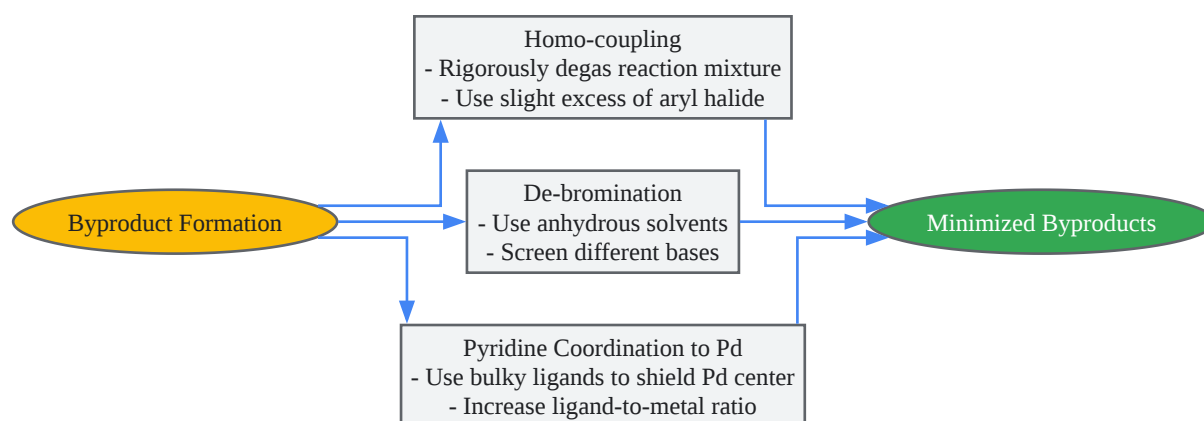 Homo-coupling
- Rigorously degas reaction mixture
- Use slight excess of aryl halide
Byproduct Formation
De-bromination
- Use anhydrous solvents
- Screen different bases
Minimized Byproducts
Pyridine Coordination to Pd
- Use bulky ligands to shield Pd center
- Increase ligand-to-metal ratio